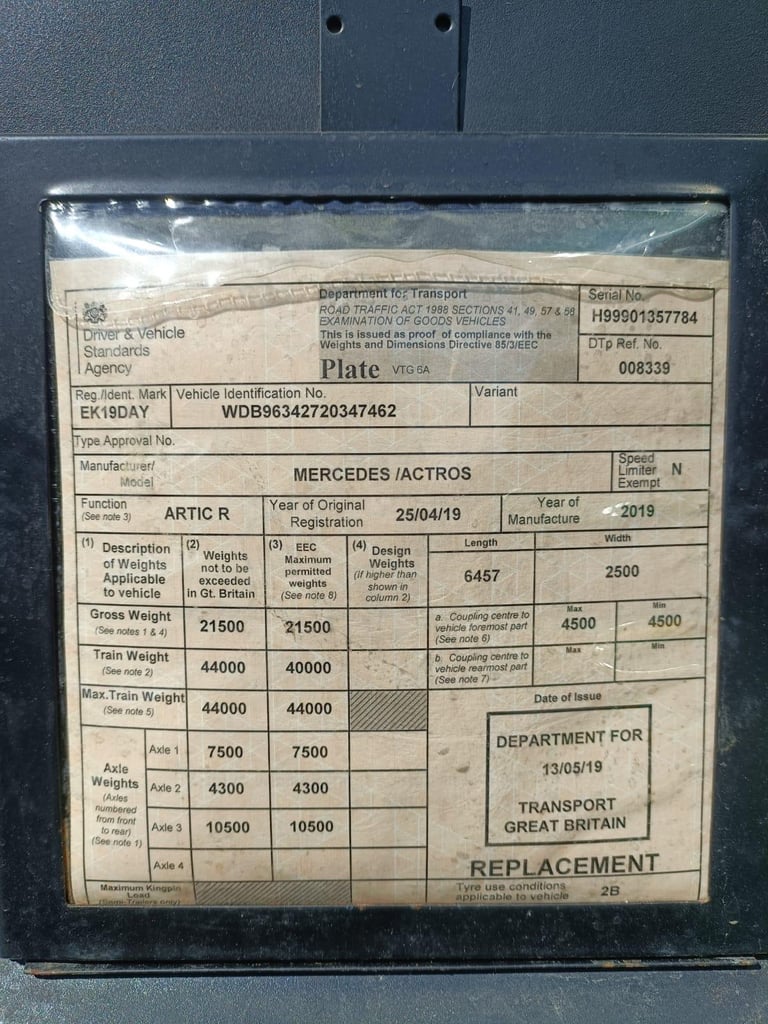 Driver & Vehicle
Standards
Agency
Department for Transport
ROAD TRAFFIC ACT 1988 SECTIONS 41, 49, 57 & 58
EXAMINATION OF GOODS VEHICLES
This is issued as proof of compliance with the
Weights and Dimensions Directive 85/3/EEC
Plate VTG 6A
Serial No.
H99901357784
DTp Ref. No.
008339
Reg./Ident. Mark
EK19DAY
Vehicle Identification No.
WDB96342720347462
Variant
Type Approval No.
Manufacturer/
Model
MERCEDES /ACTROS
Speed
Limiter
Exempt
N
Function
(See note 3)
ARTIC R
Year of Original
Registration
25/04/19
Year of
Manufacture
2019
(1) Description
of Weights
Applicable
to vehicle
(2) Weights
not to be
exceeded
in Gt. Britain
(3) EEC
Maximum
permitted
weights
(See note 8)
(4) Design
Weights
(if higher than
shown in
column 2)
Length
6457
Width
2500
Gross Weight
(See notes 1 & 4)
21500
21500
a. Coupling centre to
vehicle foremost part
(See note 6)
Max
4500
Min
4500
Train Weight
(See note 2)
44000
40000
b. Coupling centre to
vehicle rearmost part
(See note 7)
Max
Min
Max.Train Weight
(See note 5)
44000
44000
Date of Issue
DEPARTMENT FOR
13/05/19
TRANSPORT
GREAT BRITAIN
Axle
Weights
(Axles
numbered
from front
to rear)
(See note 1)
Axle 1
7500
7500
Axle 2
4300
4300
Axle 3
10500
10500
Axle 4
REPLACEMENT
Maximum Kingpin
Load
(Semi-Trailers only)
Tyre use conditions
applicable to vehicle
2B